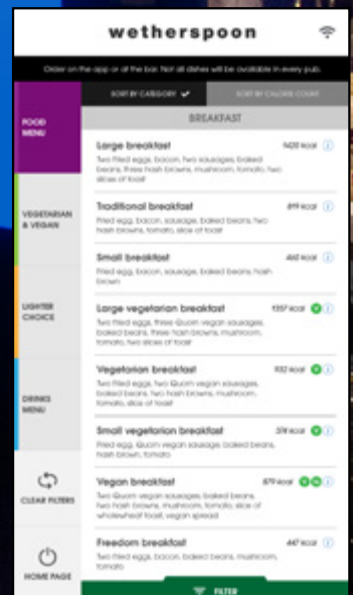 wetherspoon
Order on the app or at the bar. Not all dishes will be available in every pub.
SORT BY CATEGORY
SORT BY CALORIE COUNT
FOOD
MENU
VEGETARIAN
& VEGAN
LIGHTER
CHOICE
DRINKS
MENU
CLEAR FILTERS
HOME PAGE
BREAKFAST
Large breakfast kcal
Two fried eggs, bacon, two sausages, baked
beans, three hash browns, mushroom, tomato, two
slices of toast
Traditional breakfast kcal
Fried egg, bacon, sausage, baked beans, two
hash browns, tomato, slice of toast
Small breakfast kcal
Fried egg, bacon, sausage, baked beans, hash
brown
Large vegetarian breakfast kcal
Two fried eggs, three Quorn vegan sausages,
baked beans, three hash browns, mushroom,
tomato, two slices of toast
Vegetarian breakfast kcal
Two fried eggs, two Quorn vegan sausages,
baked beans, two hash browns, mushroom,
tomato, slice of toast
Small vegetarian breakfast kcal
Fried egg, Quorn vegan sausage, baked beans,
hash brown, tomato
Vegan breakfast kcal
Two Quorn vegan sausages, baked beans,
two hash browns, mushroom, tomato, slice of
wholewheat toast, vegan spread
Freedom breakfast 447 kcal
Two fried eggs, bacon, baked beans, mushroom,
tomato
FILTER